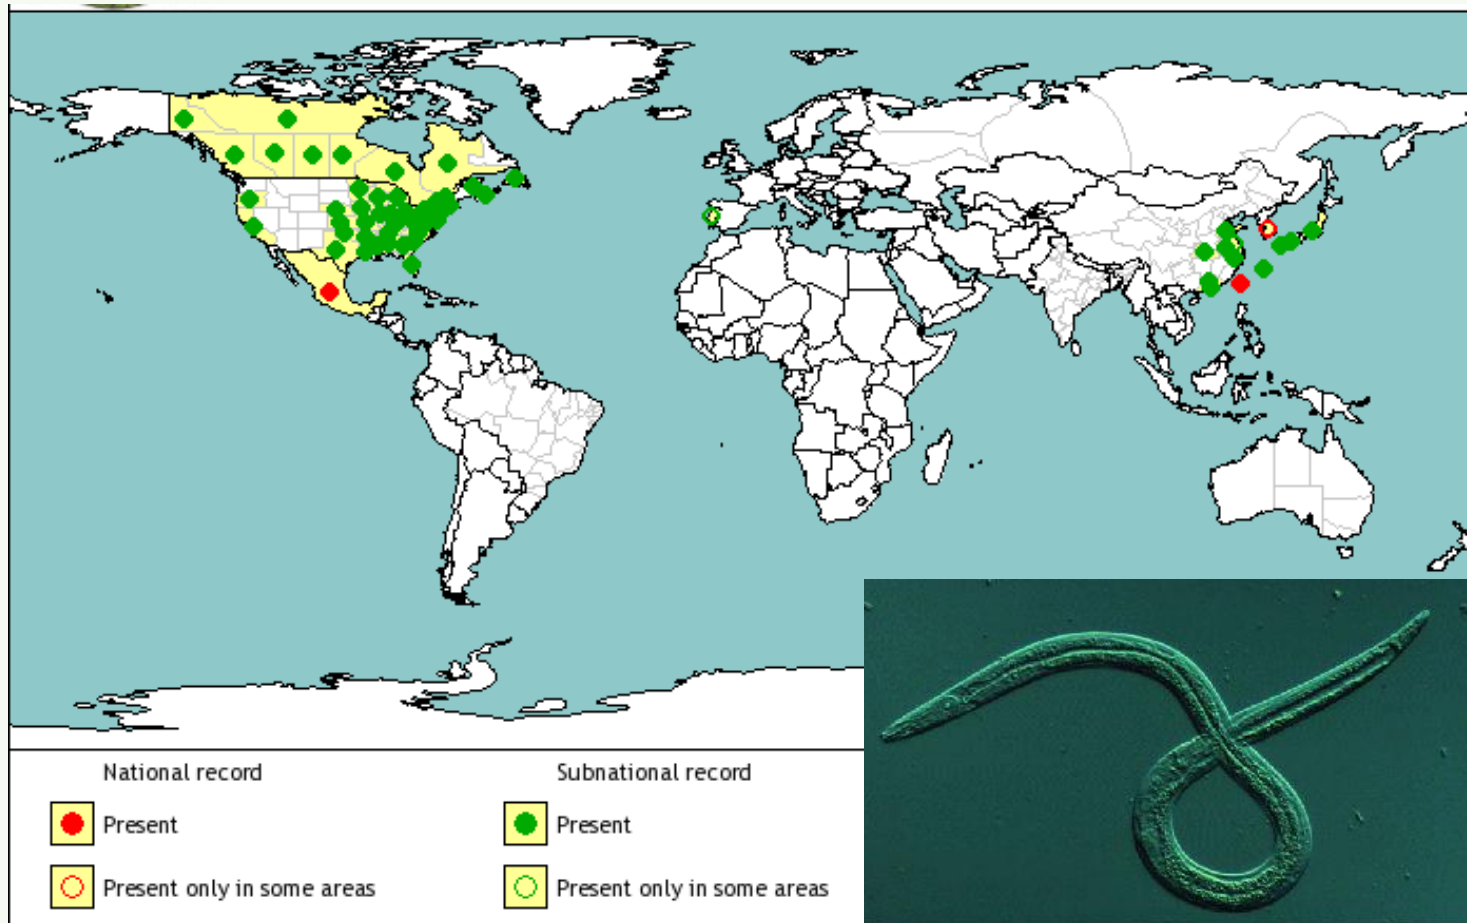 National record
Subnational record
Present
Present
Present only in some areas
Present only in some areas